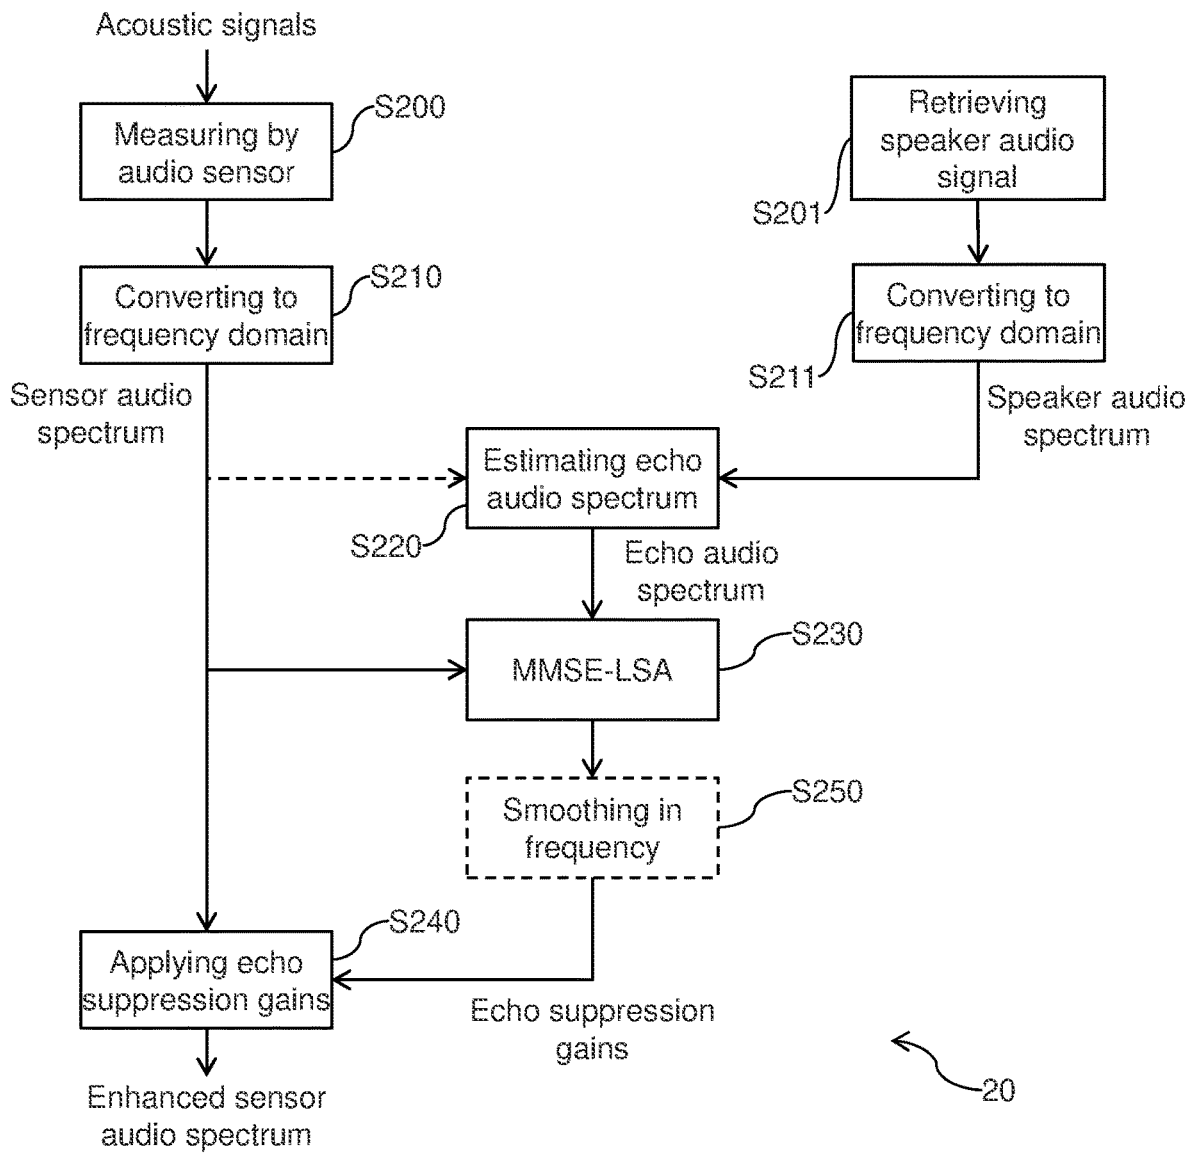 Acoustic signals
Measuring by
audio sensor
S200
Retrieving
speaker audio
signal
S201
Converting to
frequency domain
S210
Converting to
frequency domain
S211
Sensor audio
spectrum
Speaker audio
spectrum
Estimating echo
audio spectrum
S220
Echo audio
spectrum
MMSE-LSA
S230
Smoothing in
frequency
S250
Applying echo
suppression gains
S240
Echo suppression
gains
Enhanced sensor
audio spectrum
20